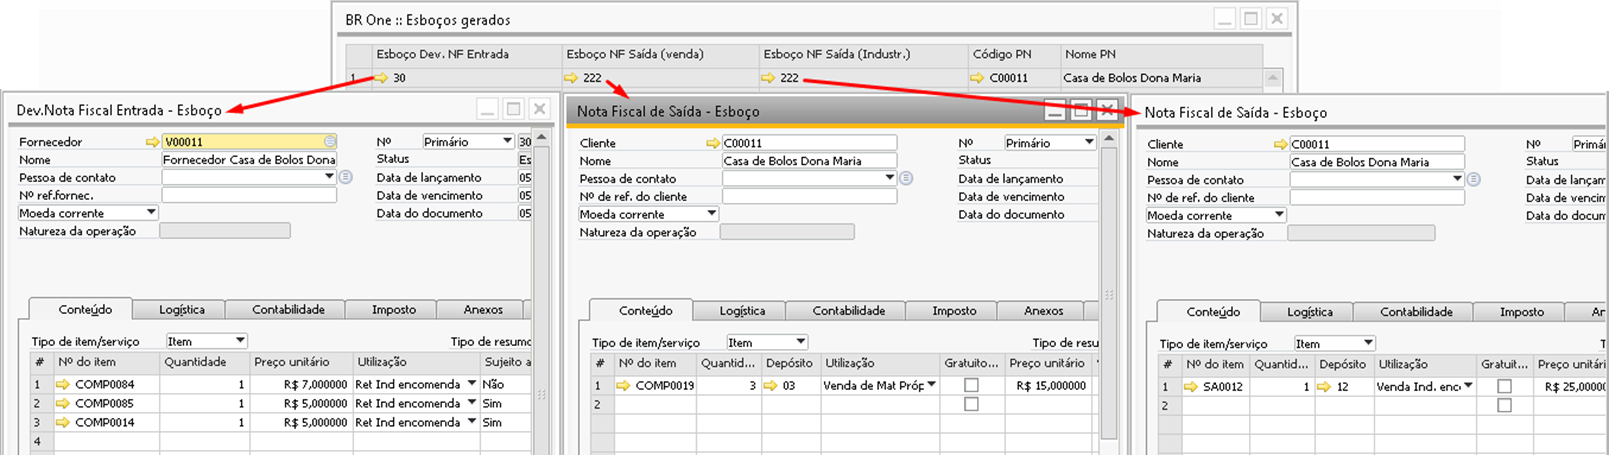 BR One :: Esboços gerados
Esboço Dev. NF Entrada Esboço NF Saída (venda) Esboço NF Saída (Industr.) Código PN Nome PN
1 30 222 222 C00011 Casa de Bolos Dona Maria
Dev.Nota Fiscal Entrada - Esboço
Fornecedor V00011 Nº Primário 30
Nome Fornecedor Casa de Bolos Dona Status Es
Pessoa de contato Data de lançamento 05
Nº ref.fornec. Data de vencimento 05
Moeda corrente Data do documento 05
Natureza da operação
Conteúdo Logística Contabilidade Imposto Anexos
Tipo de item/serviço Item Tipo de resumo
# Nº do item Quantidade Preço unitário Utilização Sujeito a
1 COMP0084 1 R$ 7,000000 Ret Ind encomenda Não
2 COMP0085 1 R$ 5,000000 Ret Ind encomenda Sim
3 COMP0014 1 R$ 5,000000 Ret Ind encomenda Sim
4
Nota Fiscal de Saída - Esboço
Cliente C00011 Nº Primário
Nome Casa de Bolos Dona Maria Status
Pessoa de contato Data de lançamento
Nº de ref. do cliente Data de vencimento
Moeda corrente Data do documento
Natureza da operação
Conteúdo Logística Contabilidade Imposto Anexos
Tipo de item/serviço Item Tipo de resu
# Nº do item Quantid... Depósito Utilização Gratuito... Preço unitário
1 COMP0019 3 03 Venda de Mat Próp R$ 15,000000
2
Nota Fiscal de Saída - Esboço
Cliente C00011 Nº Primái
Nome Casa de Bolos Dona Maria Status
Pessoa de contato Data de lançam
Nº de ref. do cliente Data de vencim
Moeda corrente Data do docum
Natureza da operação
Conteúdo Logística Contabilidade Imposto An
Tipo de item/serviço Item T
# Nº do item Quantid... Depósito Utilização Gratuit... Preço unitário
1 SA0012 1 12 Venda Ind. enc R$ 25,00000
2